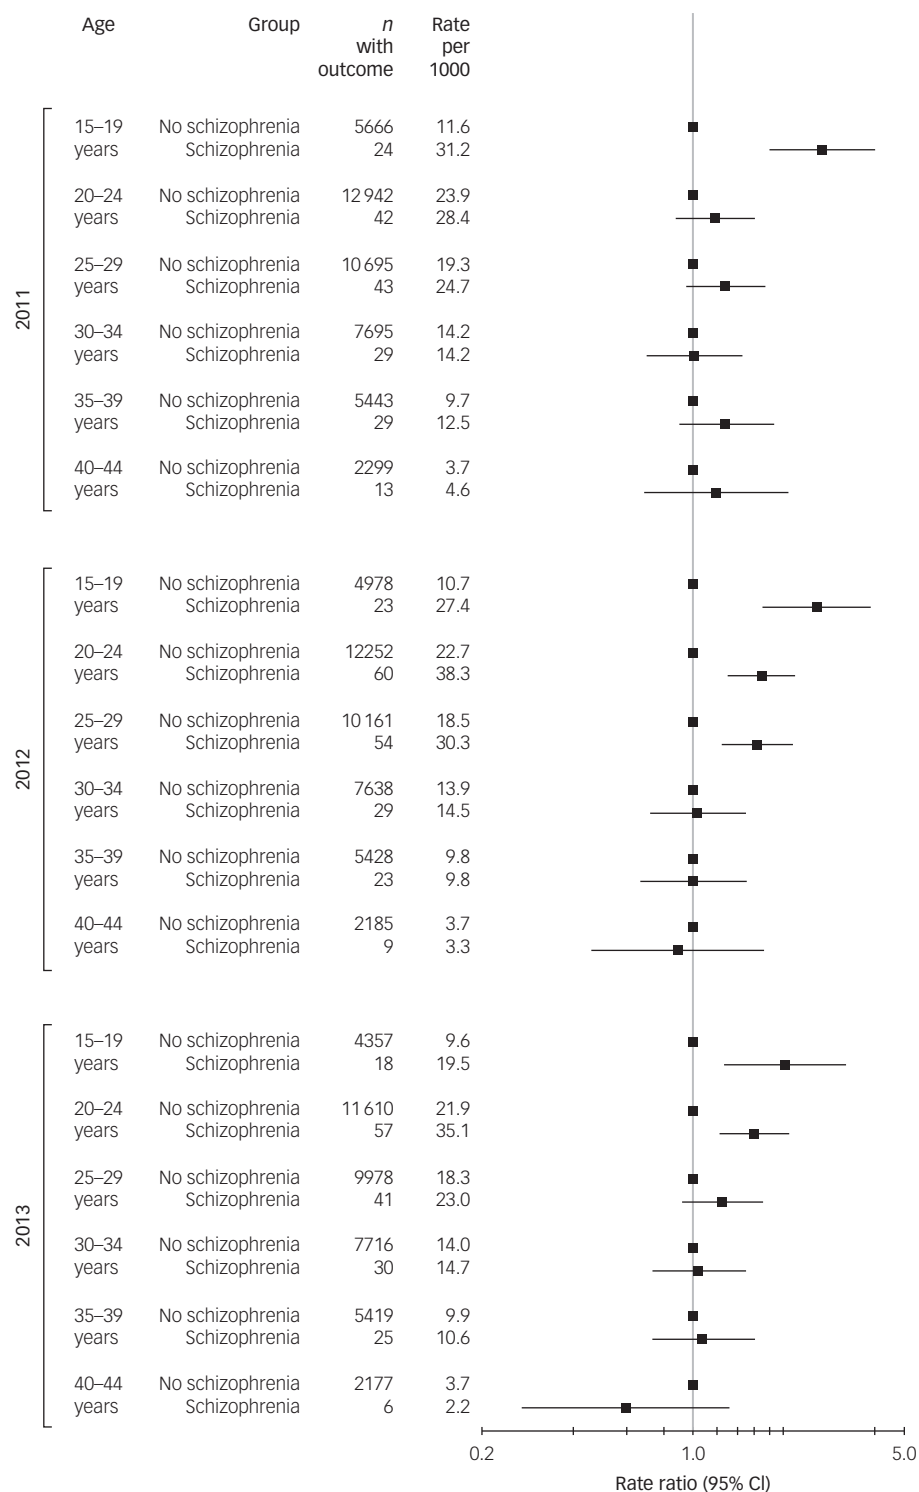 Age Group n Rate
with per
outcome 1000
2011
15–19 No schizophrenia 5666 11.6
years Schizophrenia 24 31.2
20–24 No schizophrenia 12 942 23.9
years Schizophrenia 42 28.4
25–29 No schizophrenia 10 695 19.3
years Schizophrenia 43 24.7
30–34 No schizophrenia 7695 14.2
years Schizophrenia 29 14.2
35–39 No schizophrenia 5443 9.7
years Schizophrenia 29 12.5
40–44 No schizophrenia 2299 3.7
years Schizophrenia 13 4.6
2012
15–19 No schizophrenia 4978 10.7
years Schizophrenia 23 27.4
20–24 No schizophrenia 12252 22.7
years Schizophrenia 60 38.3
25–29 No schizophrenia 10 161 18.5
years Schizophrenia 54 30.3
30–34 No schizophrenia 7638 13.9
years Schizophrenia 29 14.5
35–39 No schizophrenia 5428 9.8
years Schizophrenia 23 9.8
40–44 No schizophrenia 2185 3.7
years Schizophrenia 9 3.3
2013
15–19 No schizophrenia 4357 9.6
years Schizophrenia 18 19.5
20–24 No schizophrenia 11 610 21.9
years Schizophrenia 57 35.1
25–29 No schizophrenia 9978 18.3
years Schizophrenia 41 23.0
30–34 No schizophrenia 7716 14.0
years Schizophrenia 30 14.7
35–39 No schizophrenia 5419 9.9
years Schizophrenia 25 10.6
40–44 No schizophrenia 2177 3.7
years Schizophrenia 6 2.2
0.2 1.0 5.0
Rate ratio (95% CI)